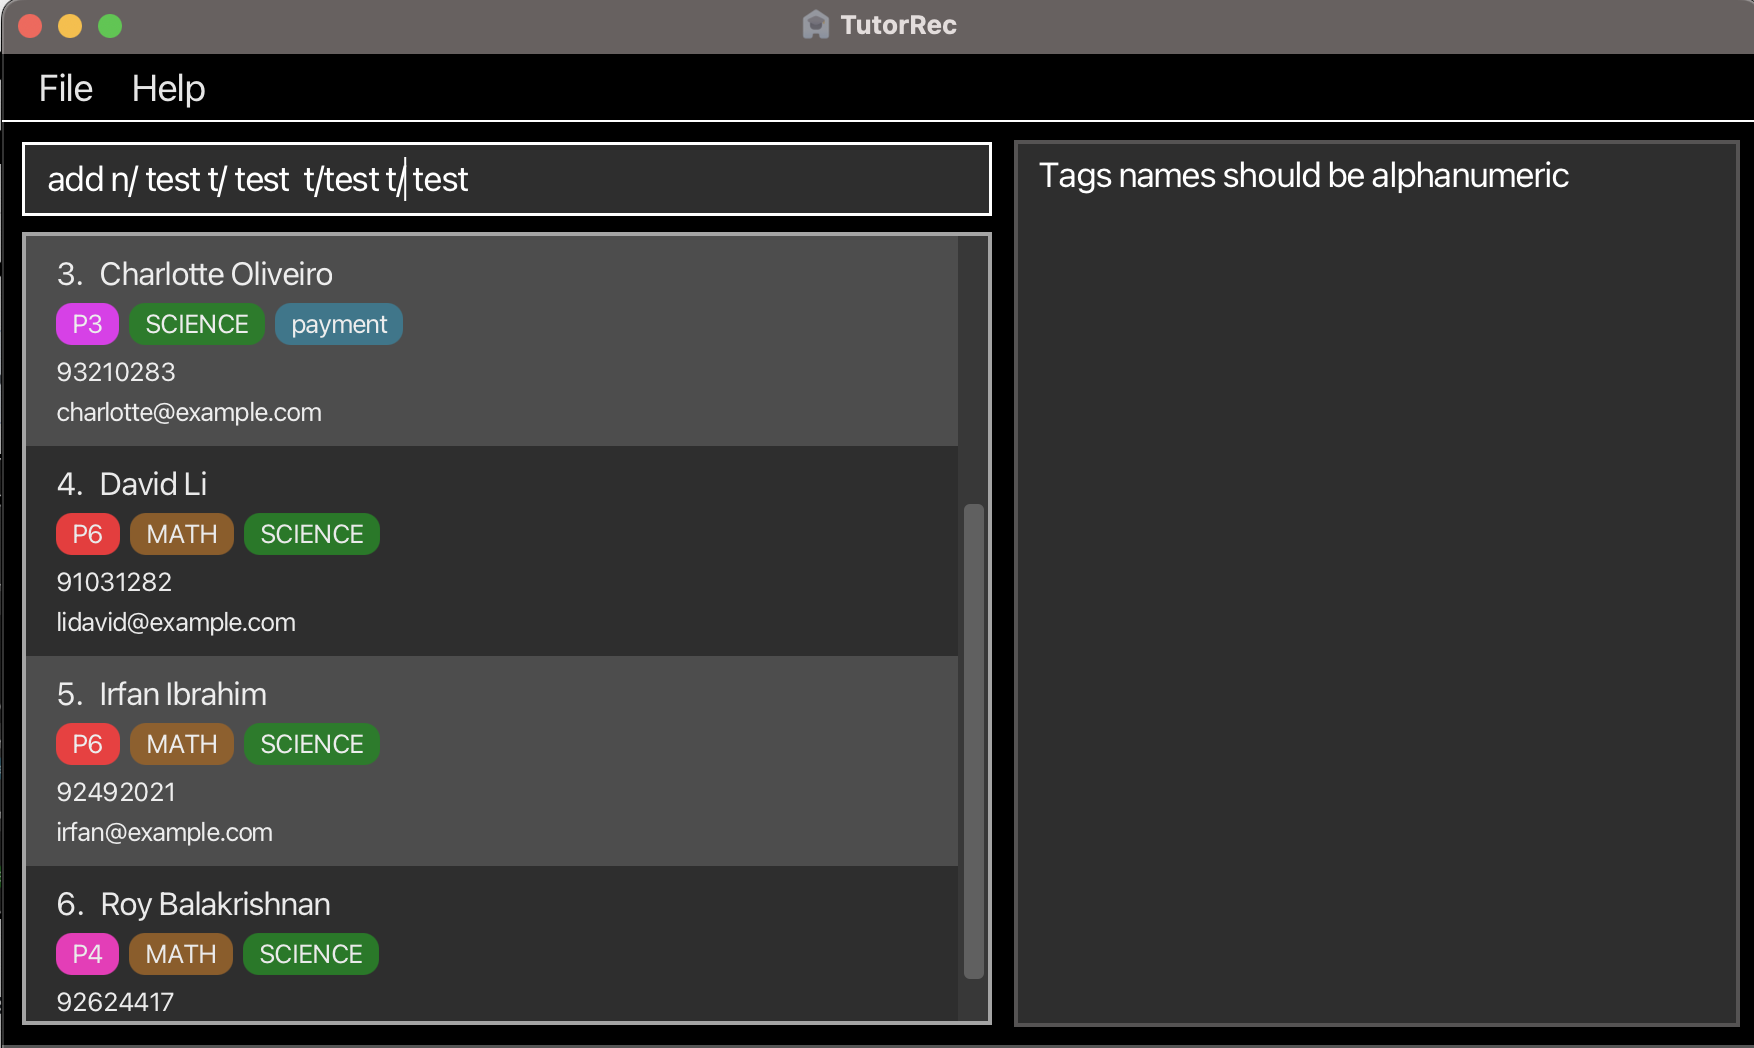 TutorRec
File Help
add n/ test t/ test  t/test t/ test
Tags names should be alphanumeric
3. Charlotte Oliveiro
P3 SCIENCE payment
93210283
charlotte@example.com
4. David Li
P6 MATH SCIENCE
91031282
lidavid@example.com
5. Irfan Ibrahim
P6 MATH SCIENCE
92492021
irfan@example.com
6. Roy Balakrishnan
P4 MATH SCIENCE
92624417